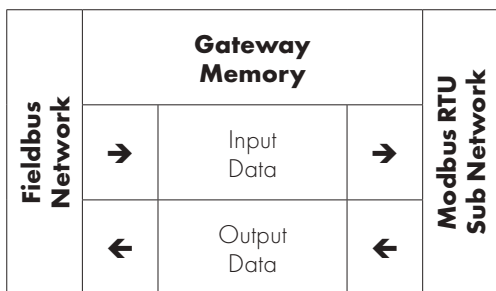 Fieldbus
Network
Gateway
Memory
Modbus RTU
Sub Network
→
Input
Data
→
←
Output
Data
←